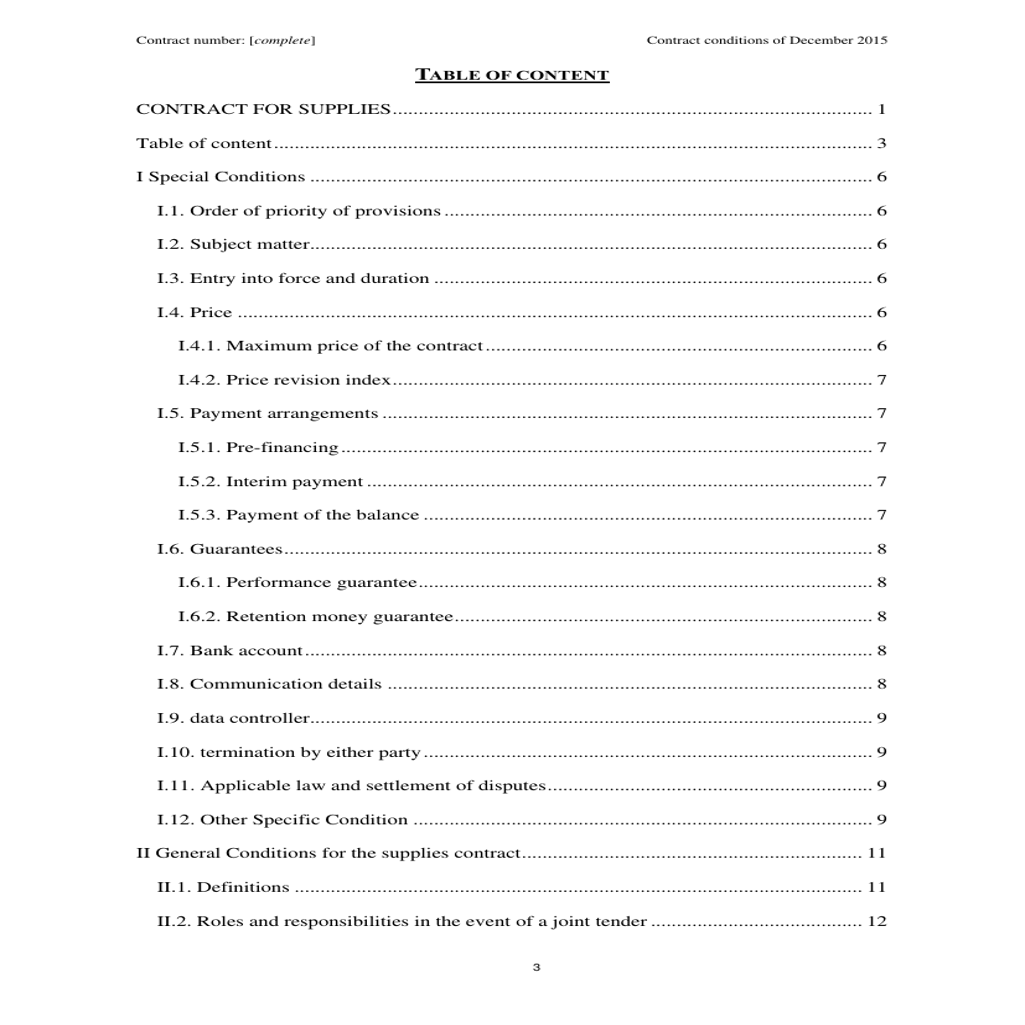 Contract number: [complete] Contract conditions of December 2015
TABLE OF CONTENT
CONTRACT FOR SUPPLIES 1
Table of content 3
I Special Conditions 6
I.1. Order of priority of provisions 6
I.2. Subject matter 6
I.3. Entry into force and duration 6
I.4. Price 6
I.4.1. Maximum price of the contract 6
I.4.2. Price revision index 7
I.5. Payment arrangements 7
I.5.1. Pre-financing 7
I.5.2. Interim payment 7
I.5.3. Payment of the balance 7
I.6. Guarantees 8
I.6.1. Performance guarantee 8
I.6.2. Retention money guarantee 8
I.7. Bank account 8
I.8. Communication details 8
I.9. data controller 9
I.10. termination by either party 9
I.11. Applicable law and settlement of disputes 9
I.12. Other Specific Condition 9
II General Conditions for the supplies contract 11
II.1. Definitions 11
II.2. Roles and responsibilities in the event of a joint tender 12
3